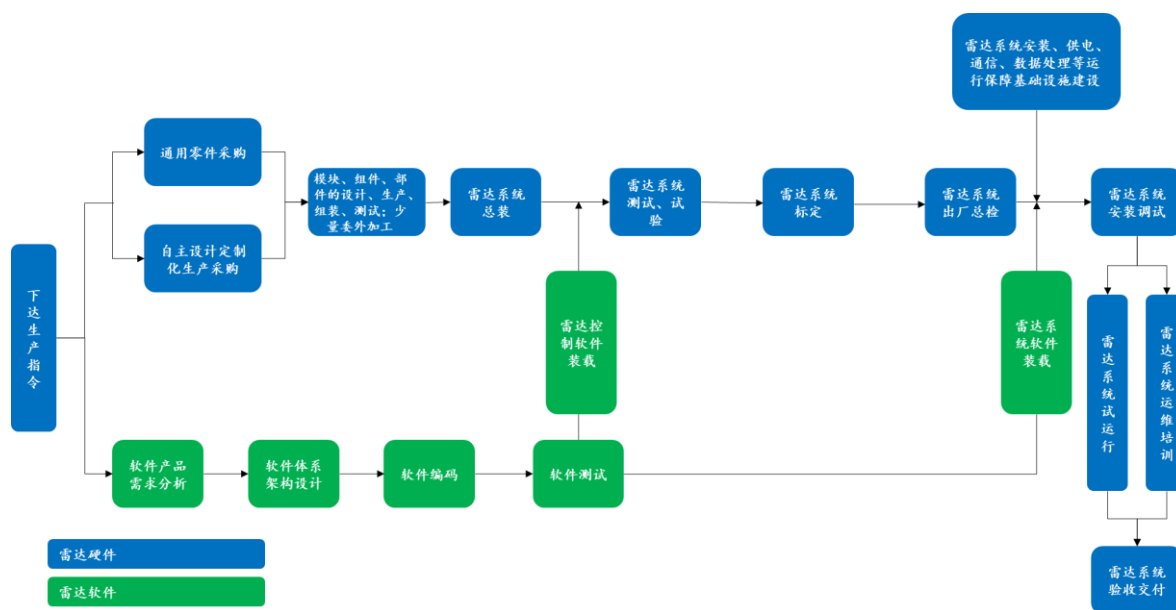 雷达系统安装、供电、
通信、数据处理等运
行保障基础设施建设
通用零件采购
模块、组件、部
件的设计、生产、
组装、测试；少
量委外加工
雷达系统
总装
雷达系统
测试、试
验
雷达系统
标定
雷达系统
出厂总检
雷达系统
安装调试
自主设计定制
化生产采购
下达生产指令
雷达控
制软件
装载
雷达系
统软件
装载
雷达系统试运行
雷达系统运维培训
软件产品
需求分析
软件体系
架构设计
软件编码
软件测试
雷达硬件
雷达软件
雷达系统
验收交付